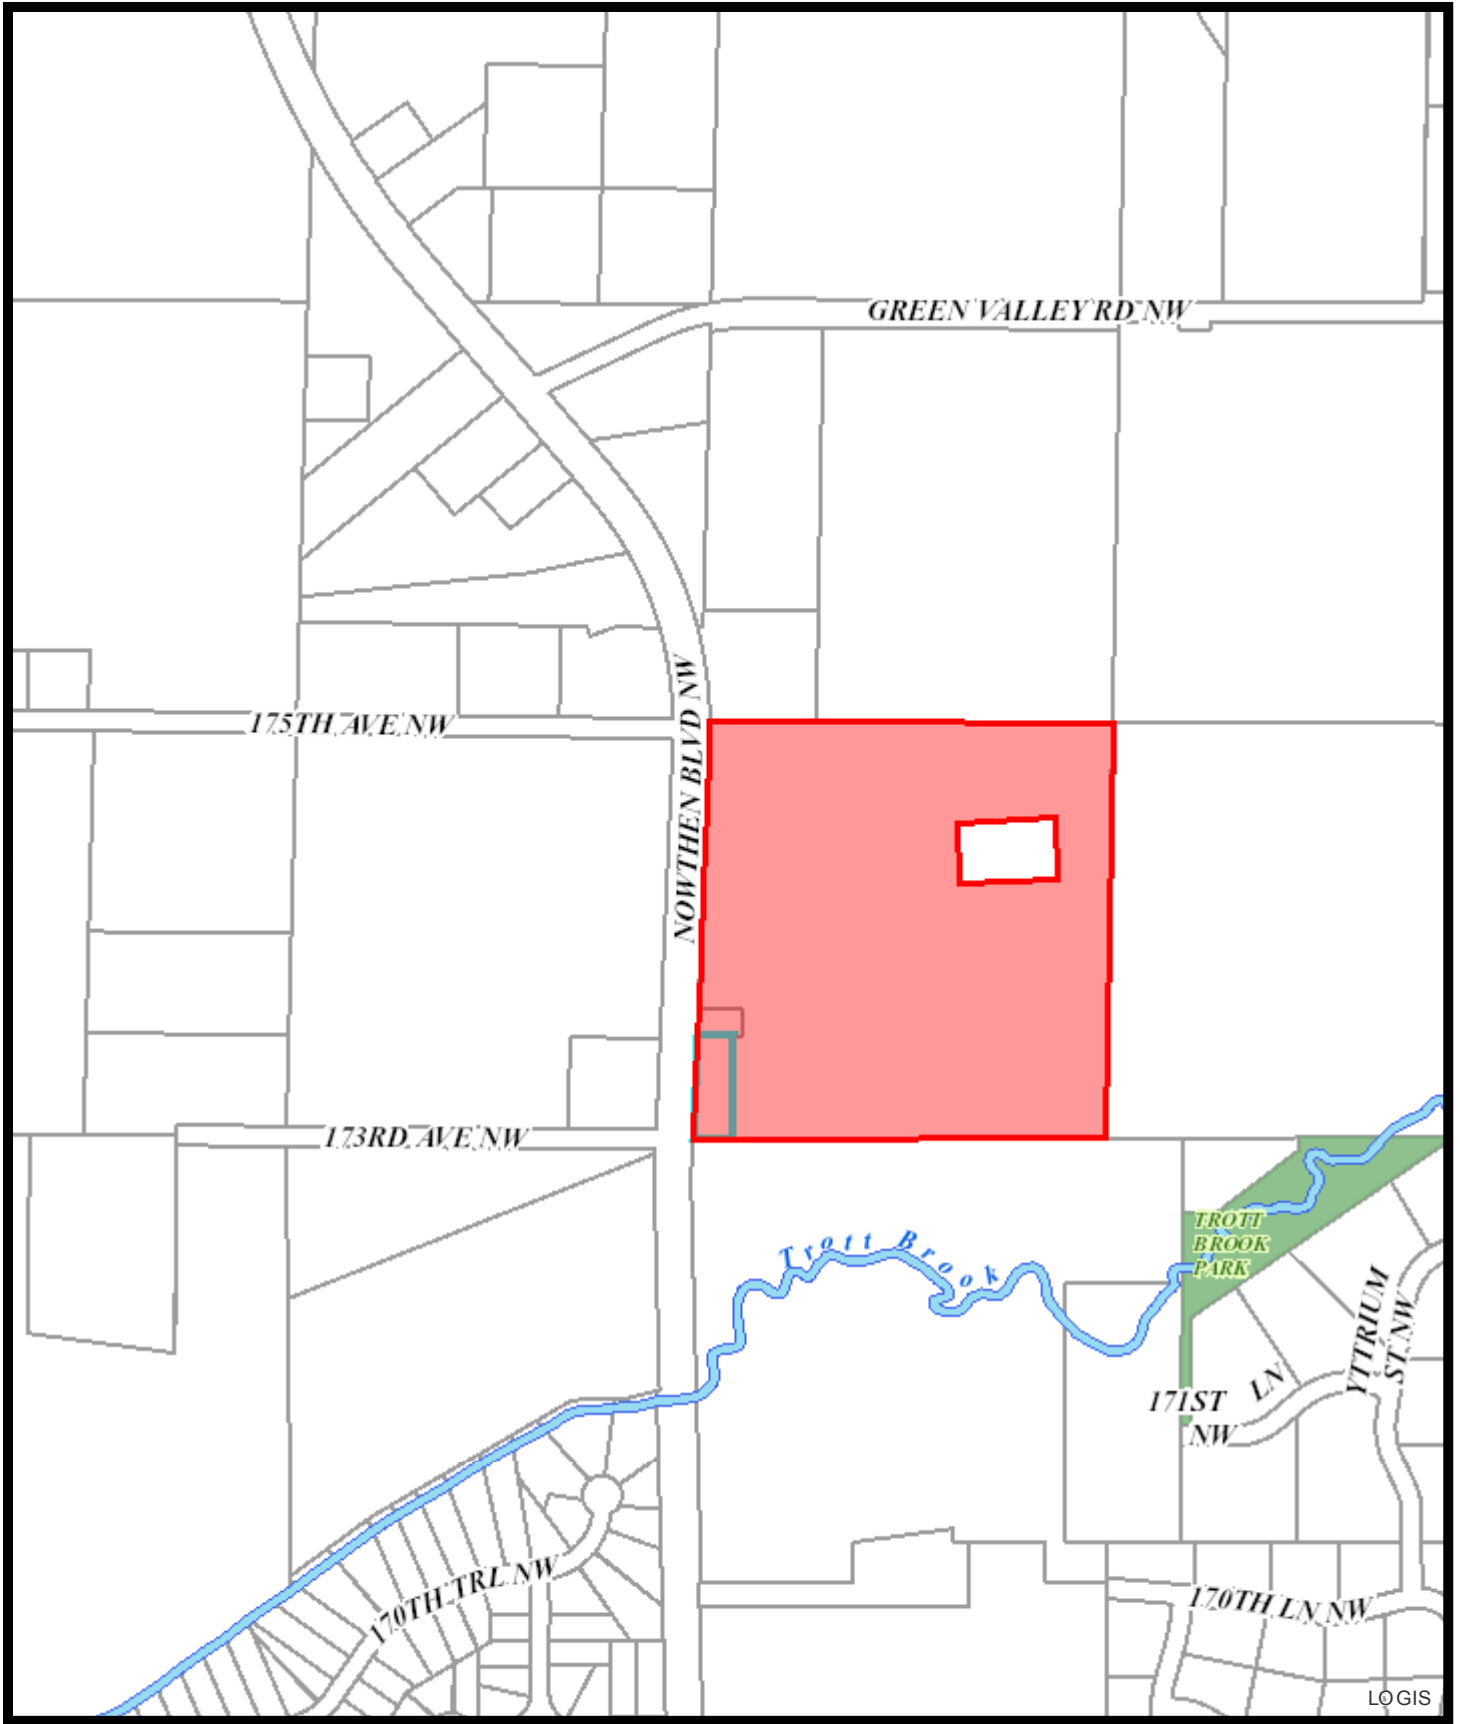 GREEN VALLEY RD NW
NOWTHEN BLVD NW
175TH AVE NW
173RD AVE NW
Trott Brook
TROTT
BROOK
PARK
YTTRIUM
ST NW
171ST LN
NW
170TH TRL NW
170TH LN NW
LOGIS